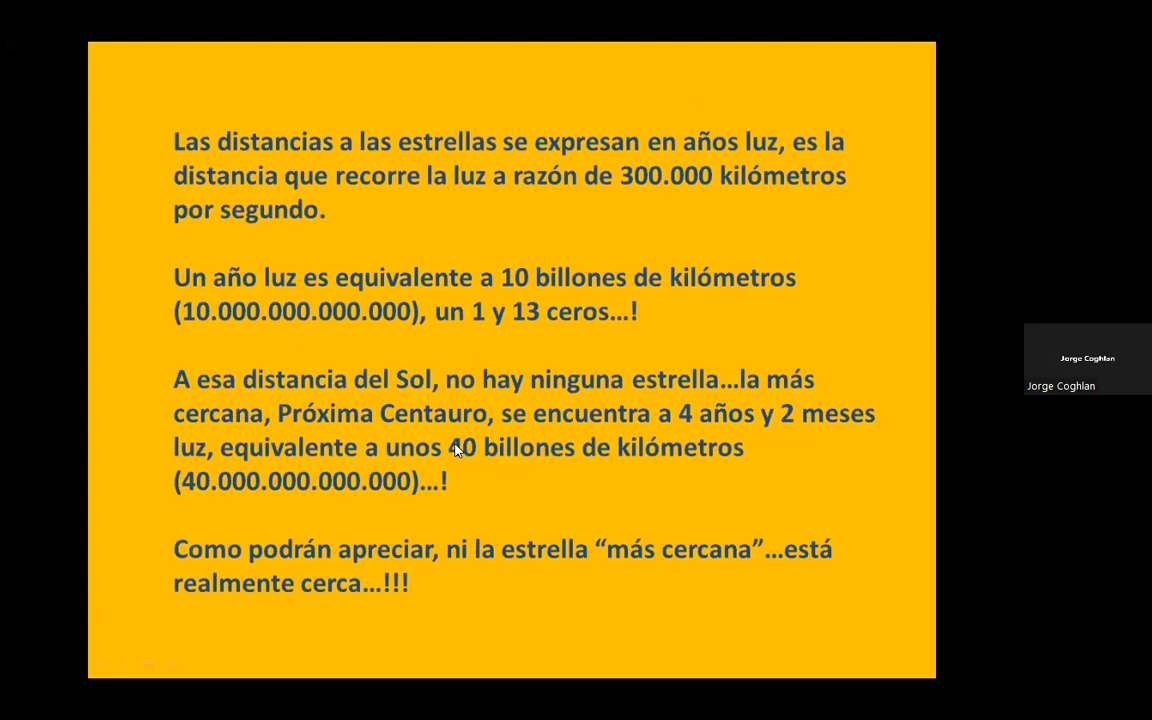 Las distancias a las estrellas se expresan en años luz, es la
distancia que recorre la luz a razón de 300.000 kilómetros
por segundo.
Un año luz es equivalente a 10 billones de kilómetros
(10.000.000.000.000), un 1 y 13 ceros…!
A esa distancia del Sol, no hay ninguna estrella…la más
cercana, Próxima Centauro, se encuentra a 4 años y 2 meses
luz, equivalente a unos 40 billones de kilómetros
(40.000.000.000.000)…!
Como podrán apreciar, ni la estrella “más cercana”…está
realmente cerca…!!!
Jorge Coghlan
Jorge Coghlan